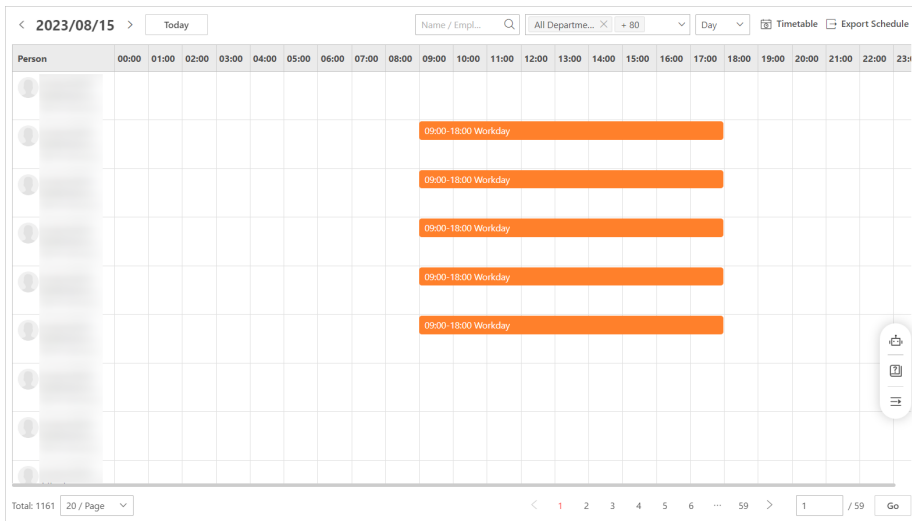 2023/08/15 Today Name / Empl... All Departme... + 80 Day Timetable Export Schedule
Person 00:00 01:00 02:00 03:00 04:00 05:00 06:00 07:00 08:00 09:00 10:00 11:00 12:00 13:00 14:00 15:00 16:00 17:00 18:00 19:00 20:00 21:00 22:00
09:00-18:00 Workday
09:00-18:00 Workday
09:00-18:00 Workday
09:00-18:00 Workday
09:00-18:00 Workday
Total: 1161 20 / Page 1 2 3 4 5 6 ... 59 1 / 59 Go